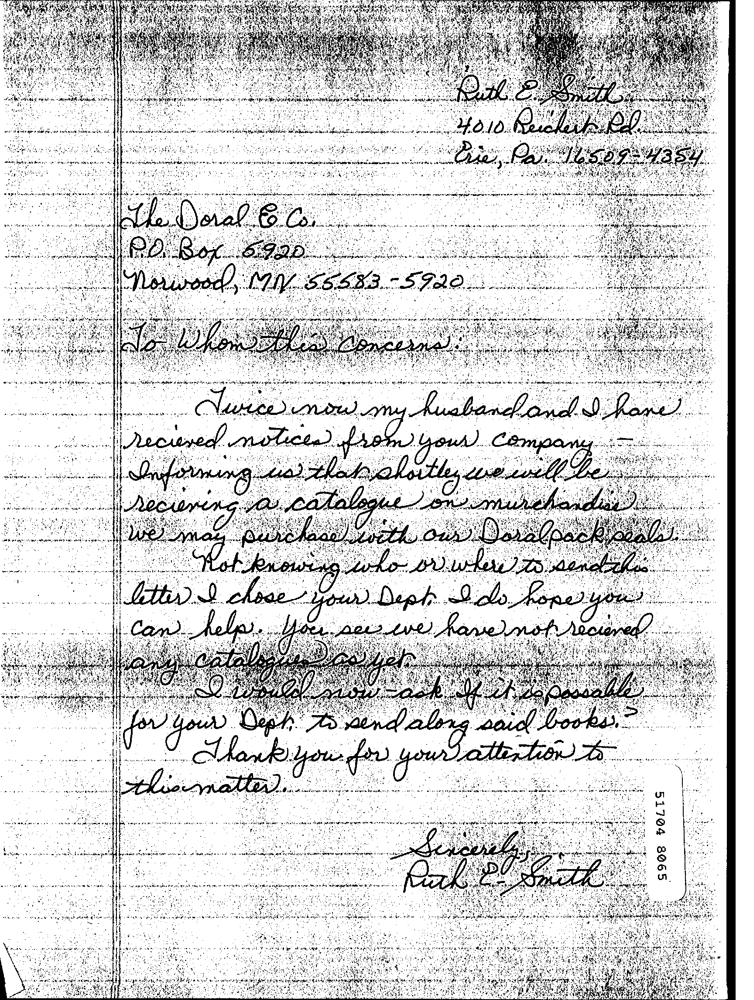 Ruth E. Smith
4010 Reichert Rd.
Erie, Pa. 16509-4354
The Doral & Co.
P.O. Box 5920
Norwood, MN 55583-5920
To Whom this Concerns:
Twice now my husband and I have
recieved notices from your company -
Informing us that shortley we will be
recieving a catalogue on murchandise
we may purchase with our Doral pack seals.
Not knowing who or where to send this
letter I chose your Dept. I do hope you
can help. You see we have not recieved
any catalogues as yet.
I would now - ask If it is possable
for your Dept. to send along said books.?
Thank you for your attention to
this matter.
Sincerely,
Ruth E. Smith
51704 8065